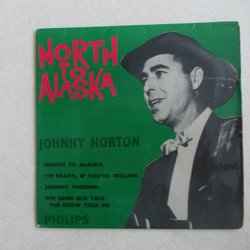 NORTH
TO
ALASKA
JOHNNY HORTON
NORTH TO ALASKA
I'M READY, IF YOU'RE WILLING
JOHNNY FREEDOM
THE SAME OLD TALE
THE CROW TOLD ME
PHILIPS